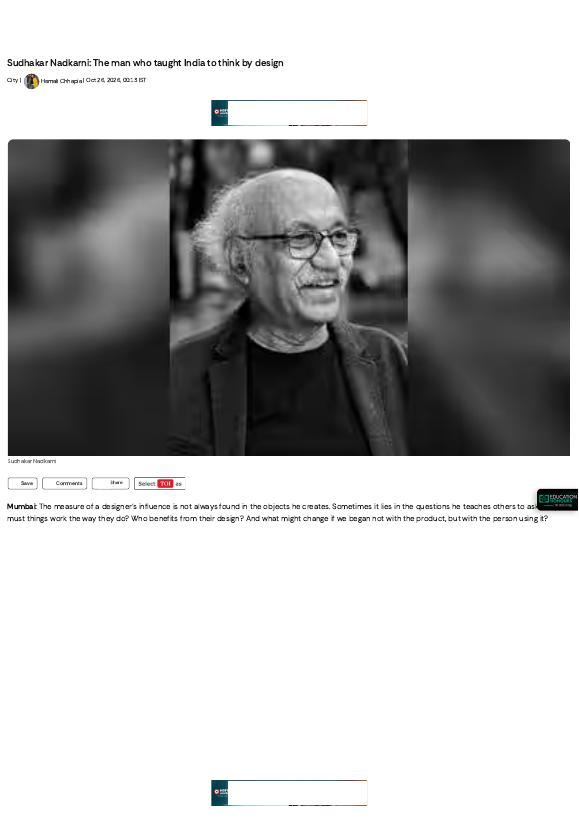 Sudhakar Nadkarni: The man who taught India to think by design
City | Hemali Chhapia | Oct 26, 2026, 00:13 IST
Sudhakar Nadkarni
Save Comments Share Select TOI as
EDUCATION
Mumbai: The measure of a designer's influence is not always found in the objects he creates. Sometimes it lies in the questions he teaches others to as
must things work the way they do? Who benefits from their design? And what might change if we began not with the product, but with the person using it?